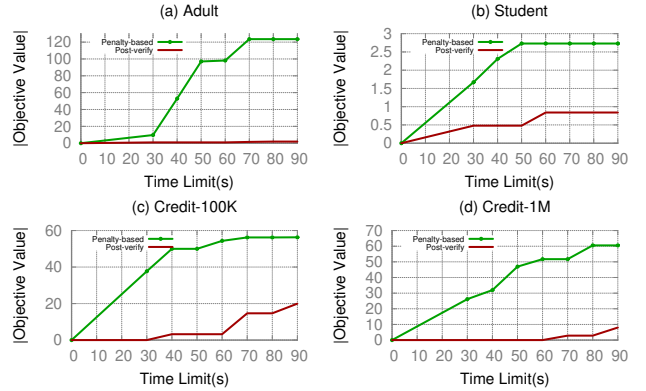 (a) Adult
|Objective Value|
120
100
80
60
40
20
0
Penalty-based
Post-verify
0 10 20 30 40 50 60 70 80 90
Time Limit(s)
(b) Student
|Objective Value|
3
2.5
2
1.5
1
0.5
0
Penalty-based
Post-verify
0 10 20 30 40 50 60 70 80 90
Time Limit(s)
(c) Credit-100K
|Objective Value|
60
40
20
0
Penalty-based
Post-verify
0 10 20 30 40 50 60 70 80 90
Time Limit(s)
(d) Credit-1M
|Objective Value|
70
60
50
40
30
20
10
0
Penalty-based
Post-verify
0 10 20 30 40 50 60 70 80 90
Time Limit(s)